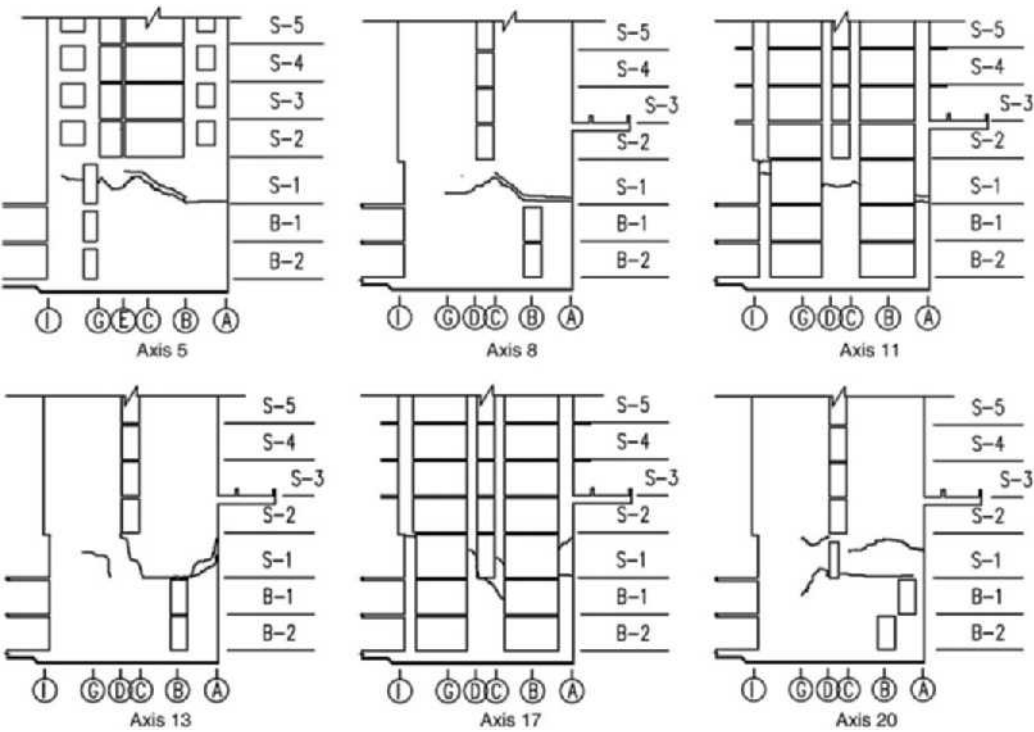 S-5
S-4
S-3
S-2
S-1
B-1
B-2
I G E C B A
Axis 5
S-5
S-4
S-3
S-2
S-1
B-1
B-2
I G D C B A
Axis 8
S-5
S-4
S-3
S-2
S-1
B-1
B-2
I G D C B A
Axis 11
S-5
S-4
S-3
S-2
S-1
B-1
B-2
I G D C B A
Axis 13
S-5
S-4
S-3
S-2
S-1
B-1
B-2
I G D C B A
Axis 17
S-5
S-4
S-3
S-2
S-1
B-1
B-2
I G D C B A
Axis 20